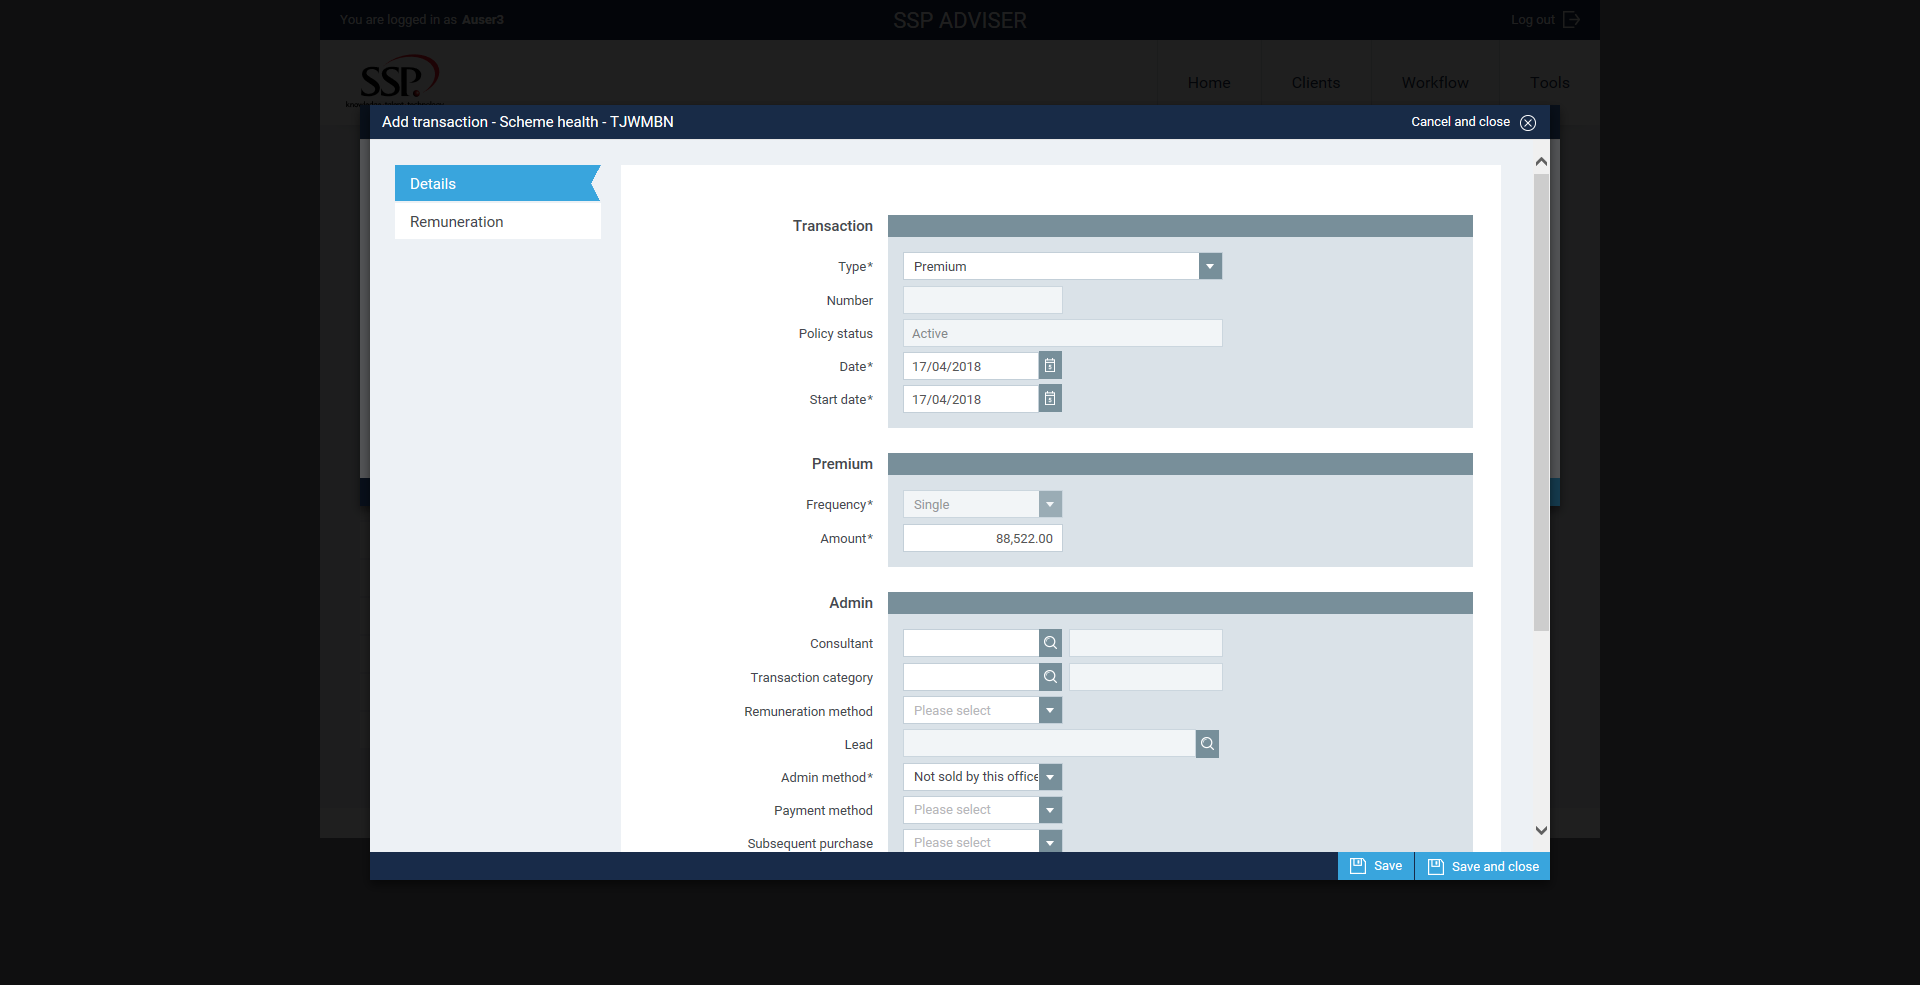 You are logged in as Auser3
SSP ADVISER
Log out
SSP
Home
Clients
Workflow
Tools
Add transaction - Scheme health - TJWMBN
Cancel and close
Details
Remuneration
Transaction
Type* Premium
Number
Policy status Active
Date* 17/04/2018
Start date* 17/04/2018
Premium
Frequency* Single
Amount* 88,522.00
Admin
Consultant
Transaction category
Remuneration method Please select
Lead
Admin method* Not sold by this office
Payment method Please select
Subsequent purchase Please select
Save
Save and close